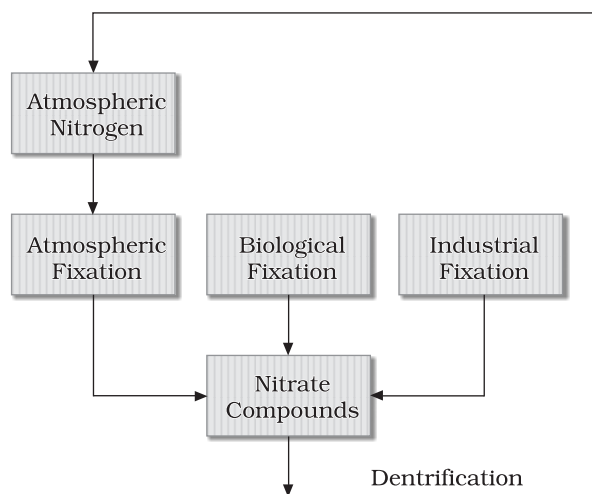 Atmospheric
Nitrogen
Atmospheric
Fixation
Biological
Fixation
Industrial
Fixation
Nitrate
Compounds
Dentrification